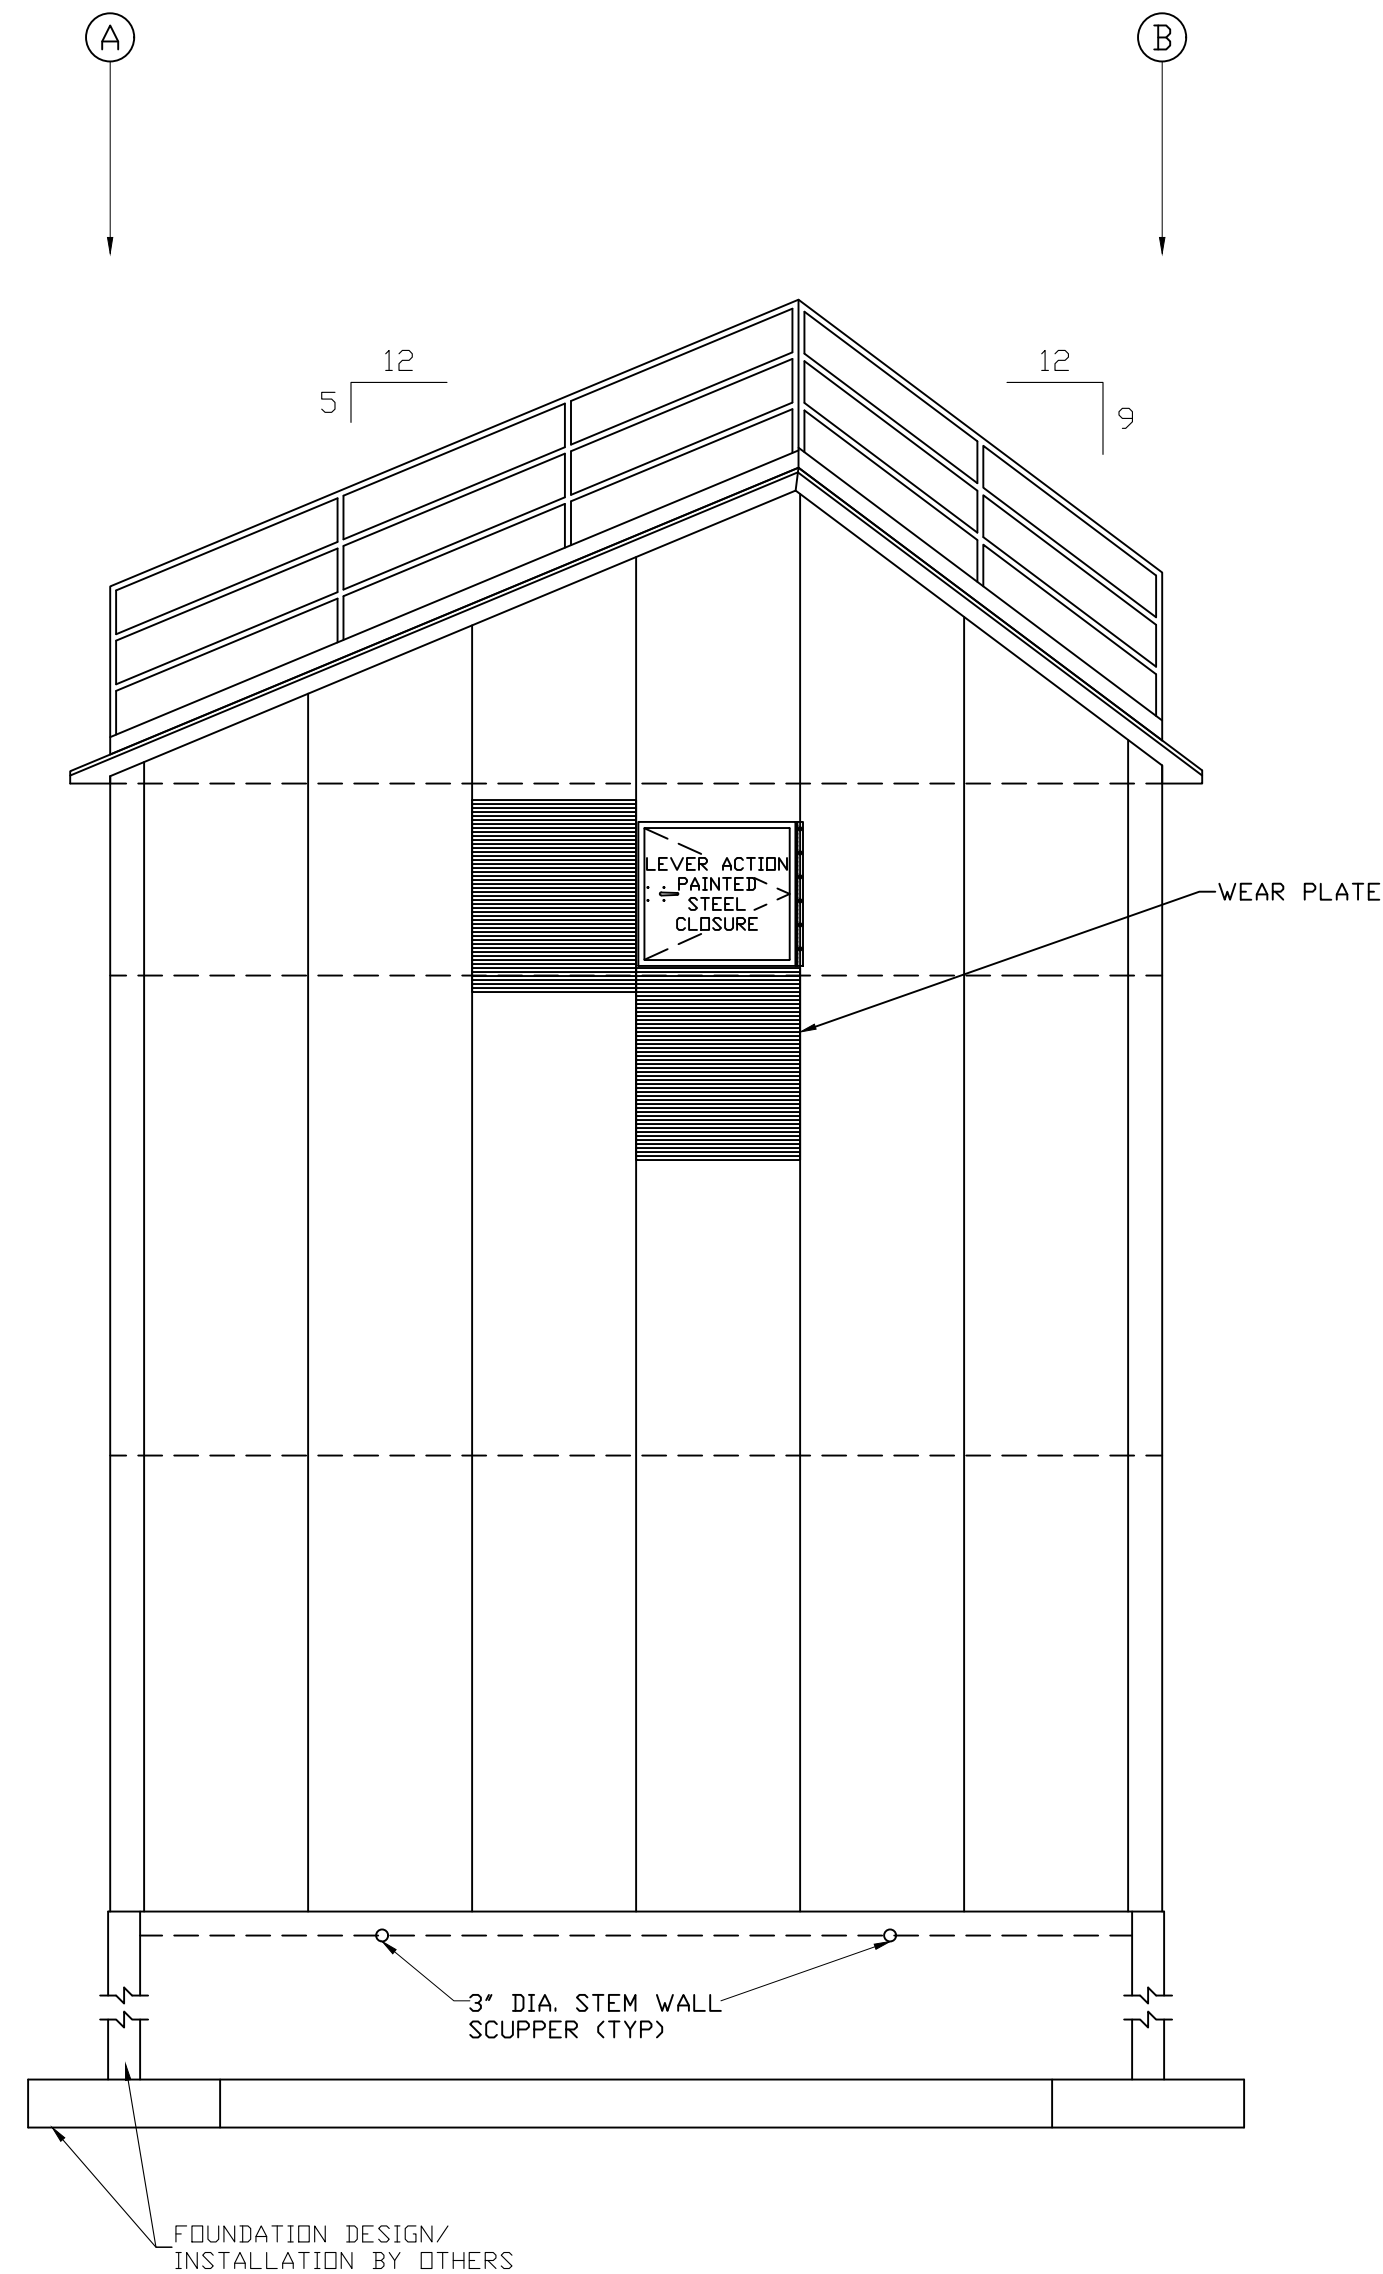 A
B
12
5
12
9
LEVER ACTION
PAINTED
STEEL
CLOSURE
WEAR PLATE
3" DIA. STEM WALL
SCUPPER (TYP)
FOUNDATION DESIGN/
INSTALLATION BY OTHERS